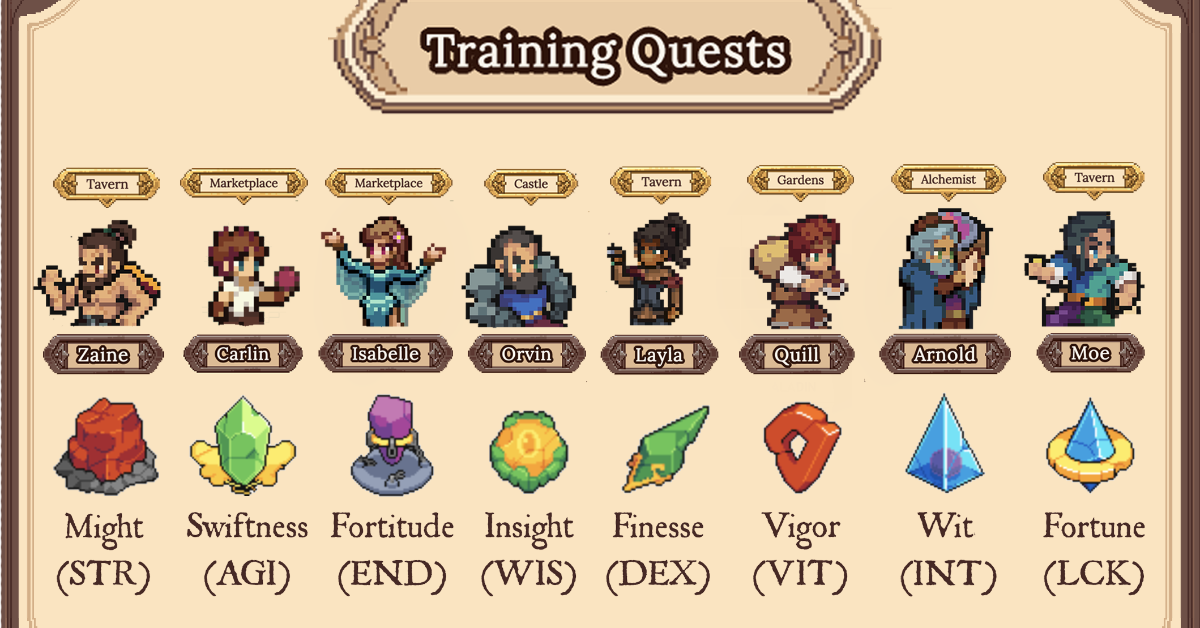 Training Quests
Tavern Marketplace Marketplace Castle Tavern Gardens Alchemist Tavern
Zaine Carlin Isabelle Orvin Layla Quill Arnold Moe
Might Swiftness Fortitude Insight Finesse Vigor Wit Fortune
(STR) (AGI) (END) (WIS) (DEX) (VIT) (INT) (LCK)